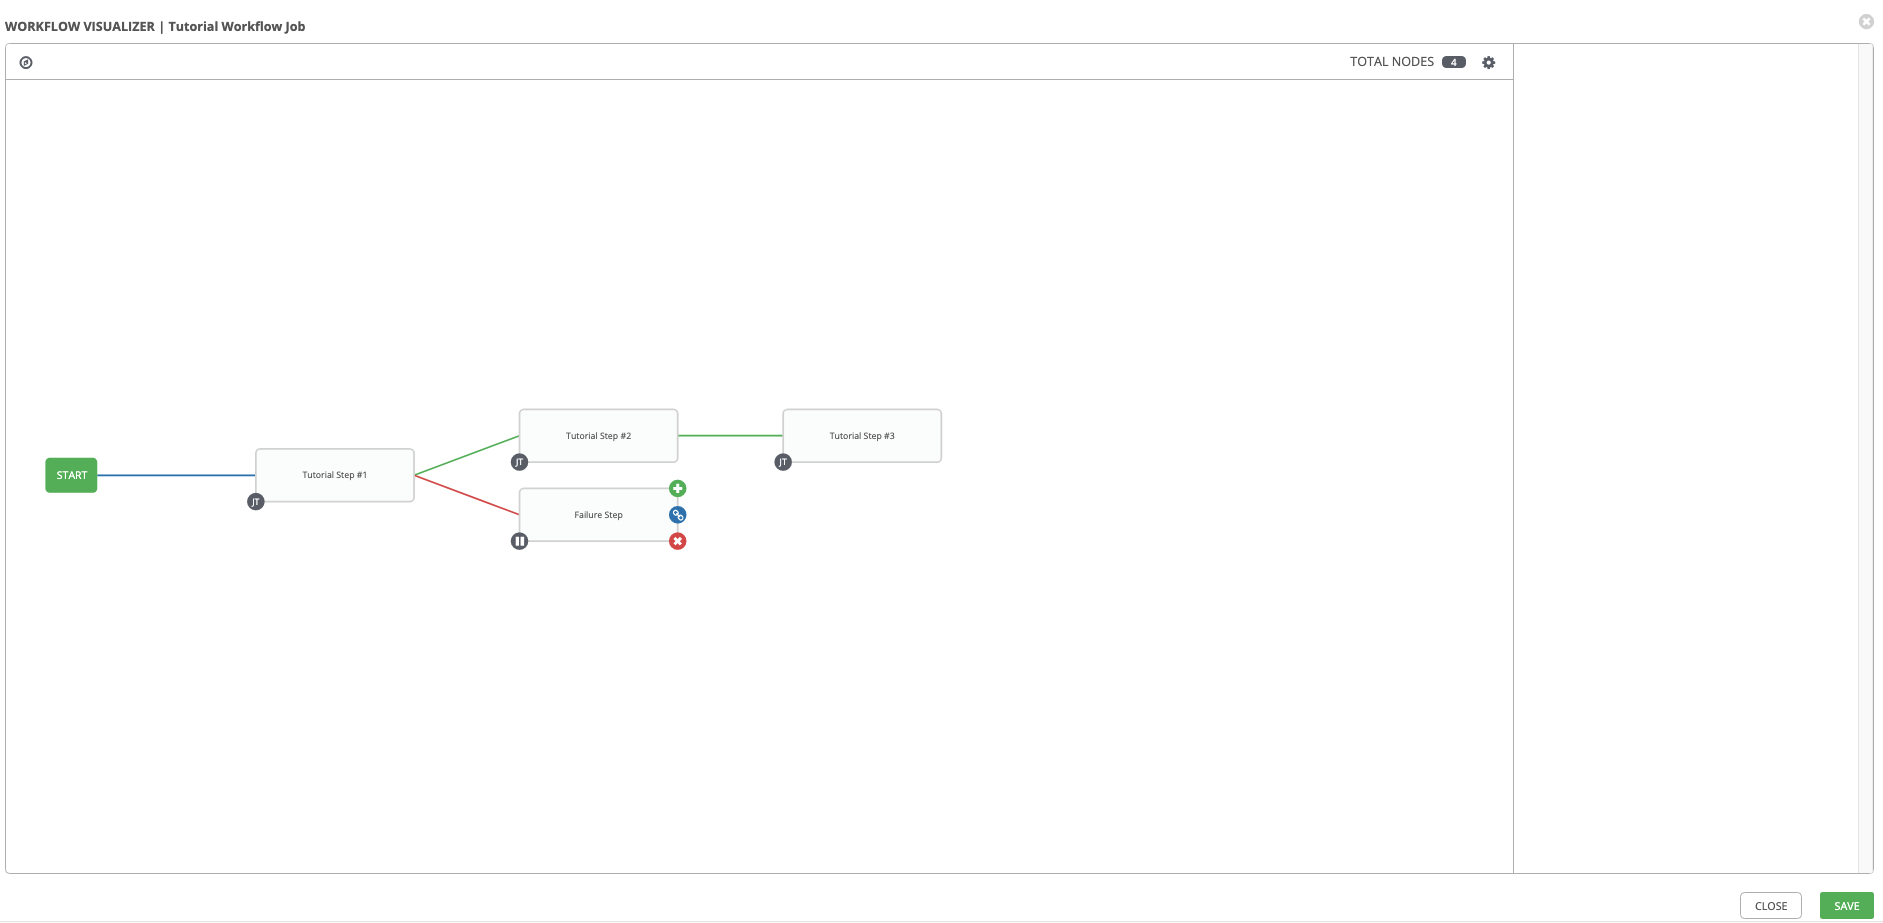 WORKFLOW VISUALIZER | Tutorial Workflow Job
TOTAL NODES 4
Tutorial Step #2
Tutorial Step #3
JT
JT
START
Tutorial Step #1
JT
Failure Step
CLOSE
SAVE